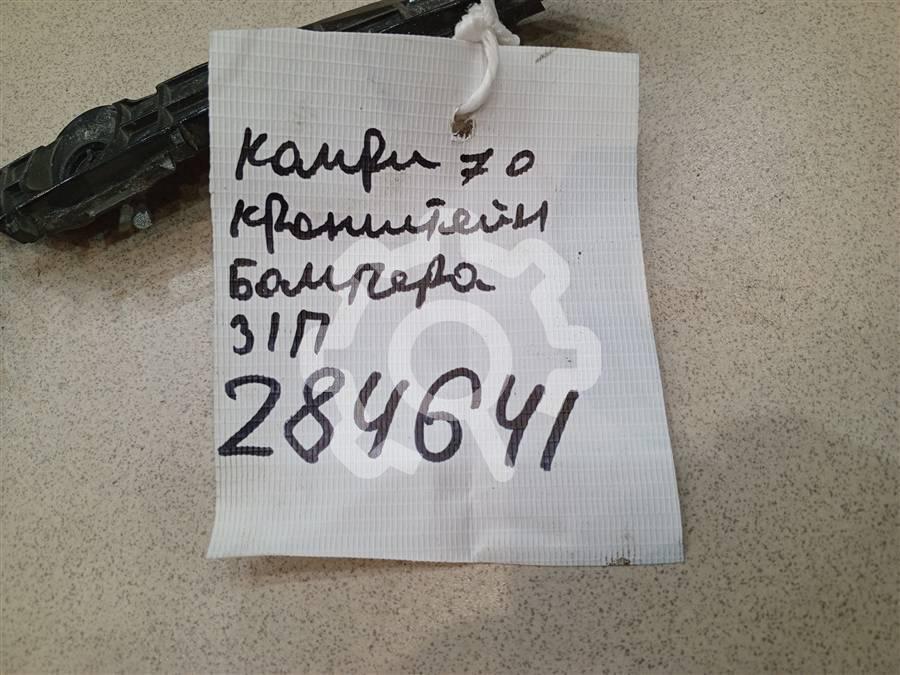 Камри 70
кронштейн
Бампера
З/П
284641